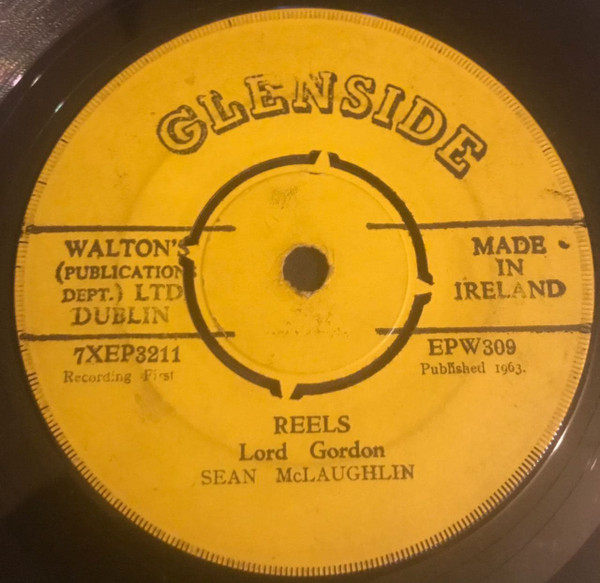 GLENSIDE
WALTON'S
(PUBLICATION
DEPT.) LTD
DUBLIN
MADE
IN
IRELAND
7XEP3211
Recording First
EPW309
Published 1963.
REELS
Lord Gordon
SEAN McLAUGHLIN